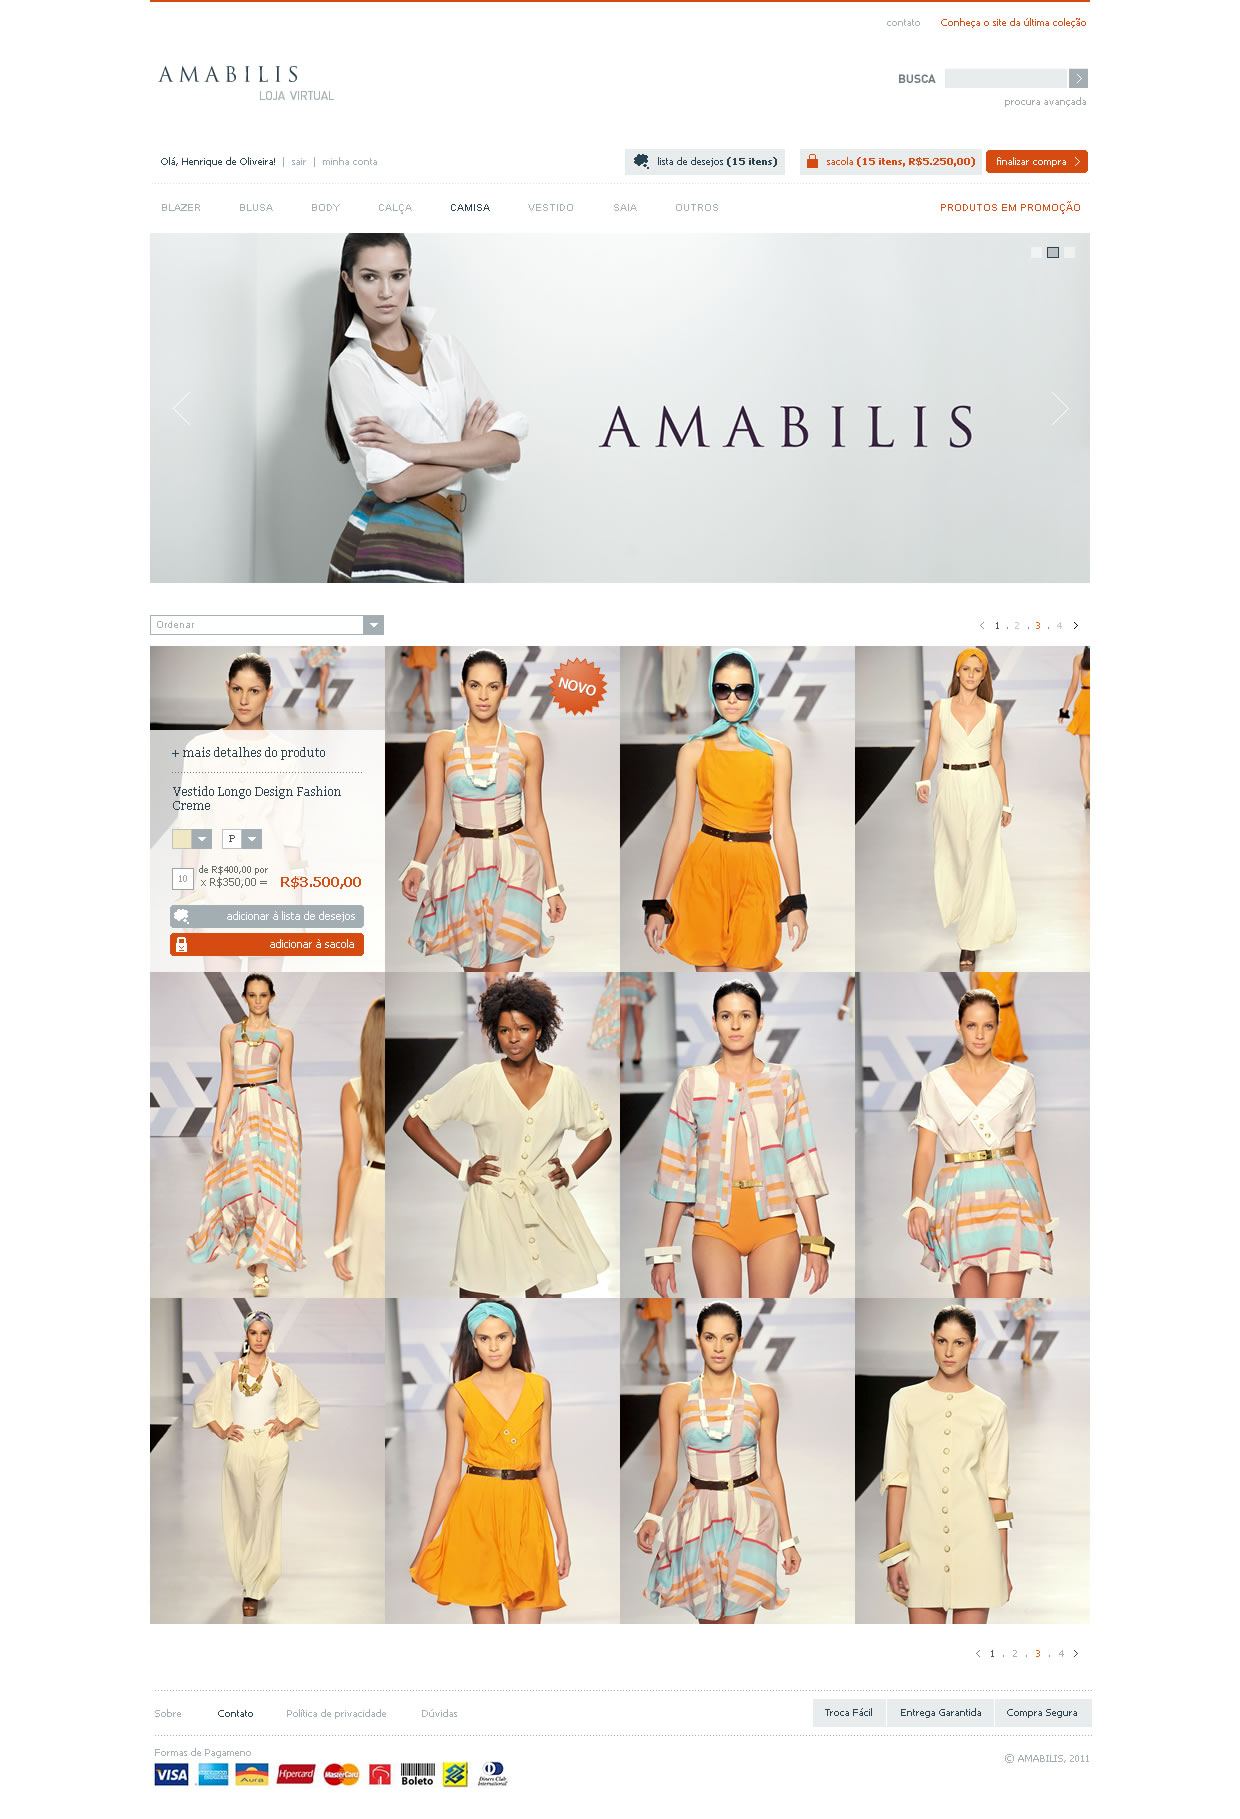 contato Conheça o site da última coleção
AMABILIS
LOJA VIRTUAL
BUSCA
procura avançada
Olá, Henrique de Oliveira! | sair | minha conta
lista de desejos (15 itens)
sacola (15 itens, R$5.250,00)
finalizar compra
BLAZER BLUSA BODY CALÇA CAMISA VESTIDO SAIA OUTROS PRODUTOS EM PROMOÇÃO
AMABILIS
Ordenar
1 . 2 . 3 . 4
NOVO
+ mais detalhes do produto
Vestido Longo Design Fashion
Creme
P
10
de R$400,00 por
x R$350,00 =
R$3.500,00
adicionar à lista de desejos
adicionar à sacola
1 . 2 . 3 . 4
Sobre Contato Política de privacidade Dúvidas
Troca Fácil Entrega Garantida Compra Segura
Formas de Pagameno
VISA
Aura
Hipercard
MasterCard
Boleto
Diners Club
International
© AMABILIS, 2011